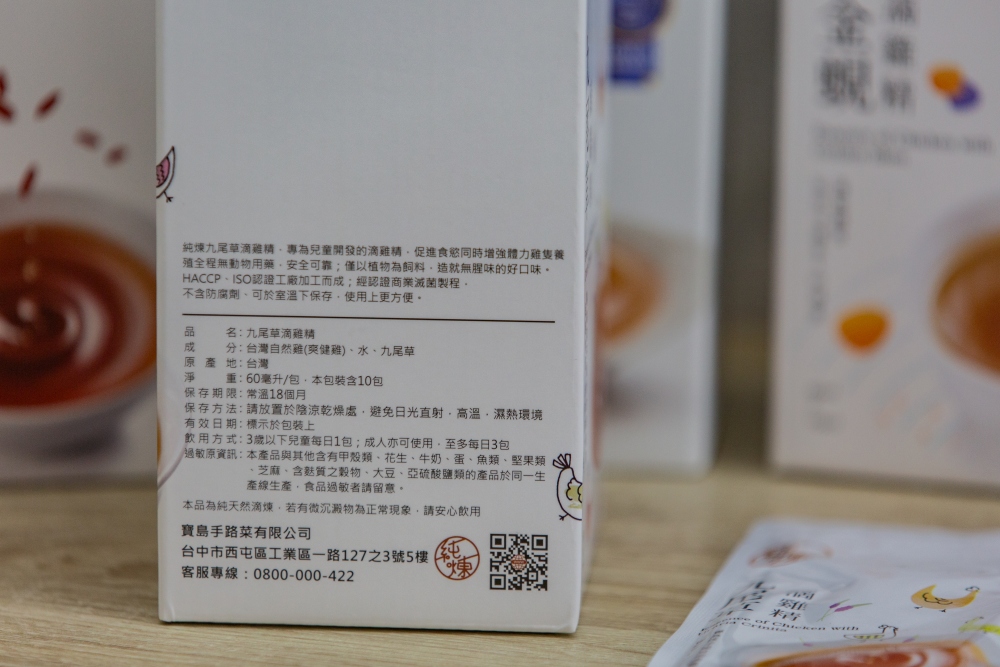 純煉九尾草滴雞精，專為兒童開發的滴雞精，促進食慾同時增強體力雞隻養
殖全程無動物用藥，安全可靠；僅以植物為飼料，造就無腥味的好口味。
HACCP、ISO認證工廠加工而成；經認證商業滅菌製程，
不含防腐劑、可於室溫下保存，使用上更方便。
品名：九尾草滴雞精
成分：台灣自然雞(爽健雞)、水、九尾草
原產地：台灣
淨重：60毫升/包，本包裝含10包
保存期限：常溫18個月
保存方法：請放置於陰涼乾燥處，避免日光直射，高溫，濕熱環境
有效日期：標示於包裝上
飲用方式：3歲以下兒童每日1包；成人亦可使用，至多每日3包
過敏原資訊：本產品與其他含有甲殼類、花生、牛奶、蛋、魚類、堅果類
、芝麻、含麩質之穀物、大豆、亞硫酸鹽類的產品於同一生
產線生產，食品過敏者請留意。
本品為純天然滴煉，若有微沉澱物為正常現象，請安心飲用
寶島手路菜有限公司
台中市西屯區工業區一路127之3號5樓
客服專線：0800-000-422
純煉
滴雞精
of Chicken with